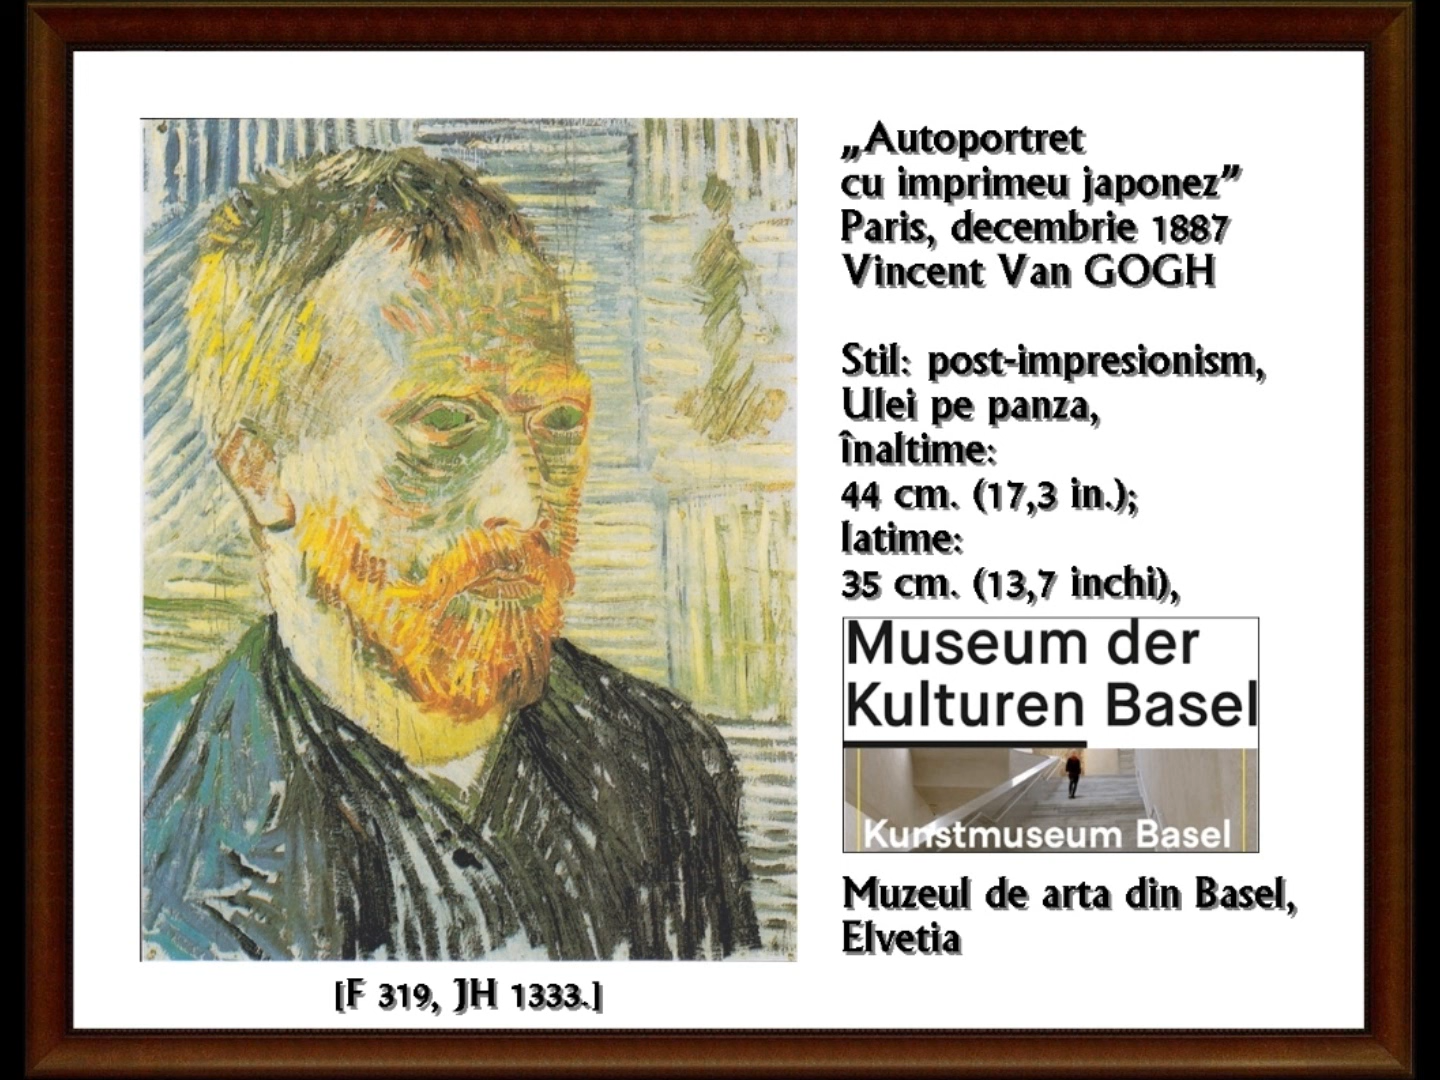 „Autoportret
cu imprimeu japonez”
Paris, decembrie 1887
Vincent Van GOGH
Stil: post-impresionism,
Ulei pe panza,
înaltime:
44 cm. (17,3 in.);
latime:
35 cm. (13,7 inchi),
Museum der
Kulturen Basel
Kunstmuseum Basel
Muzeul de arta din Basel,
Elvetia
[F 319, JH 1333.]